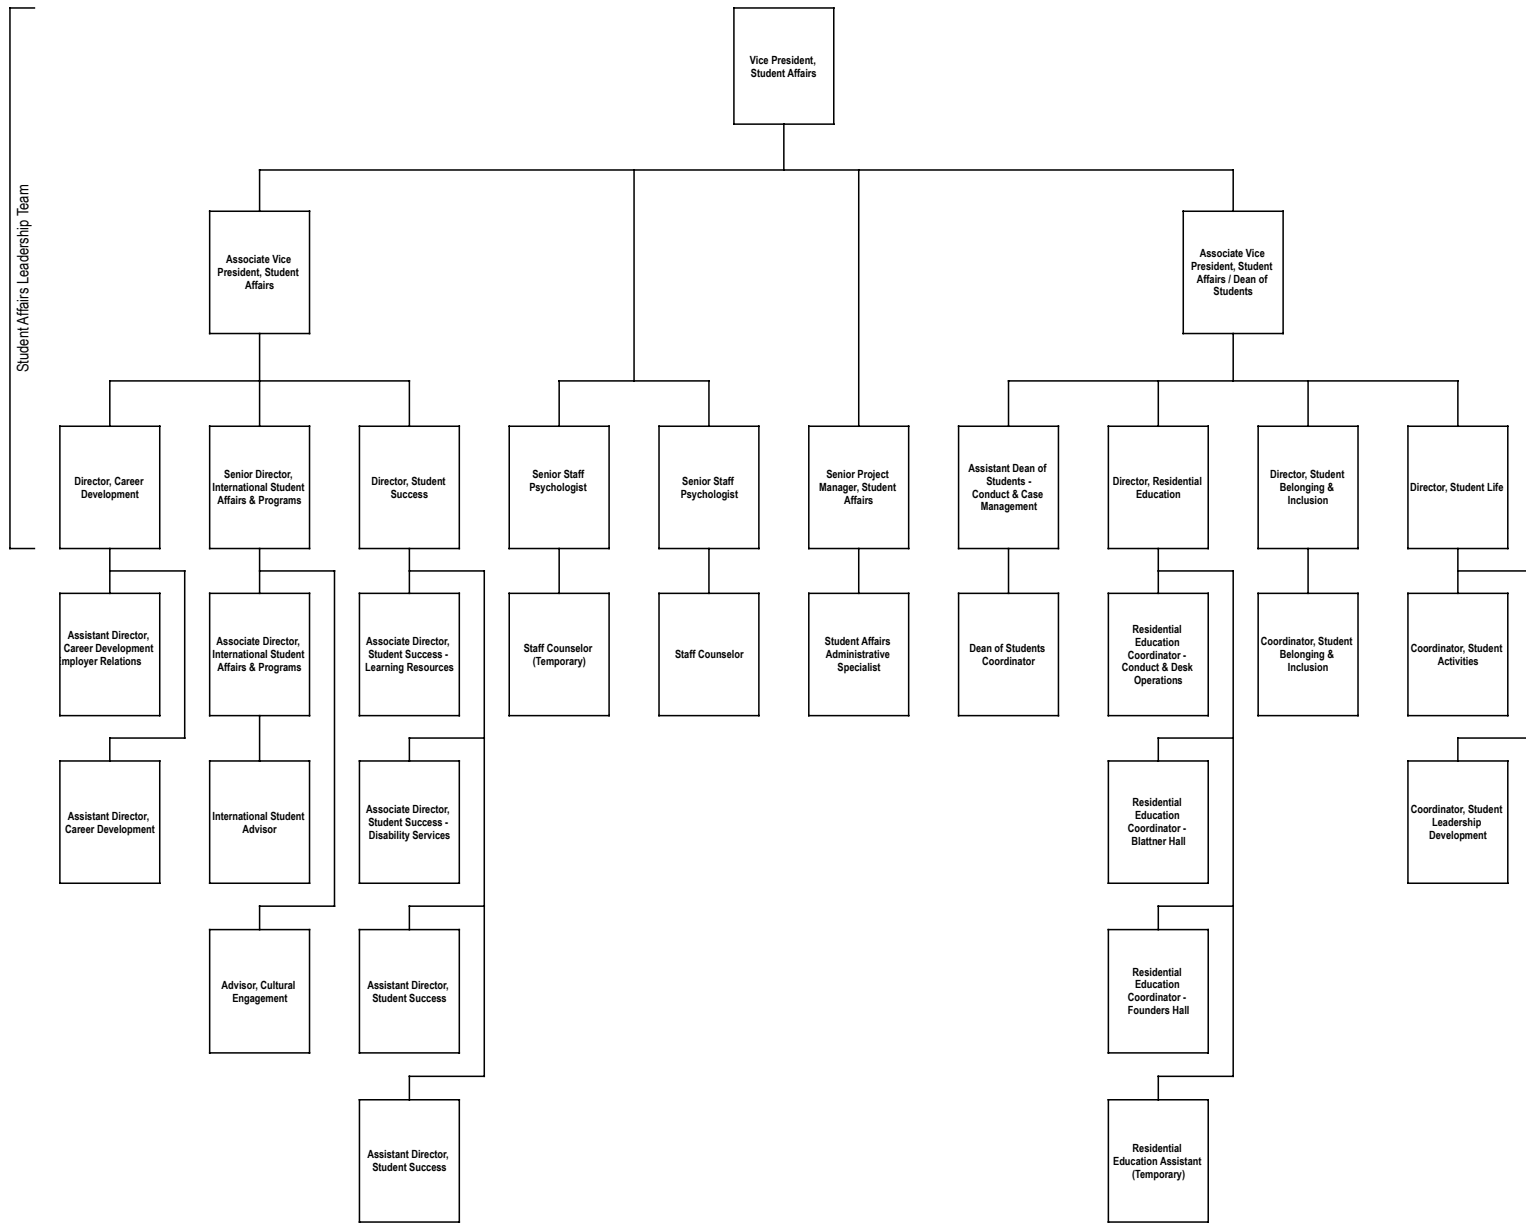 Student Affairs Leadership Team
Vice President,
Student Affairs
Associate Vice
President, Student
Affairs
Associate Vice
President, Student
Affairs / Dean of
Students
Director, Career
Development
Senior Director,
International Student
Affairs & Programs
Director, Student
Success
Senior Staff
Psychologist
Senior Staff
Psychologist
Senior Project
Manager, Student
Affairs
Assistant Dean of
Students -
Conduct & Case
Management
Director, Residential
Education
Director, Student
Belonging &
Inclusion
Director, Student Life
Assistant Director,
Career Development
Employer Relations
Associate Director,
International Student
Affairs & Programs
Associate Director,
Student Success -
Learning Resources
Staff Counselor
(Temporary)
Staff Counselor
Student Affairs
Administrative
Specialist
Dean of Students
Coordinator
Residential
Education
Coordinator -
Conduct & Desk
Operations
Coordinator, Student
Belonging &
Inclusion
Coordinator, Student
Activities
Assistant Director,
Career Development
International Student
Advisor
Associate Director,
Student Success -
Disability Services
Residential
Education
Coordinator -
Blattner Hall
Coordinator, Student
Leadership
Development
Advisor, Cultural
Engagement
Assistant Director,
Student Success
Residential
Education
Coordinator -
Founders Hall
Assistant Director,
Student Success
Residential
Education Assistant
(Temporary)